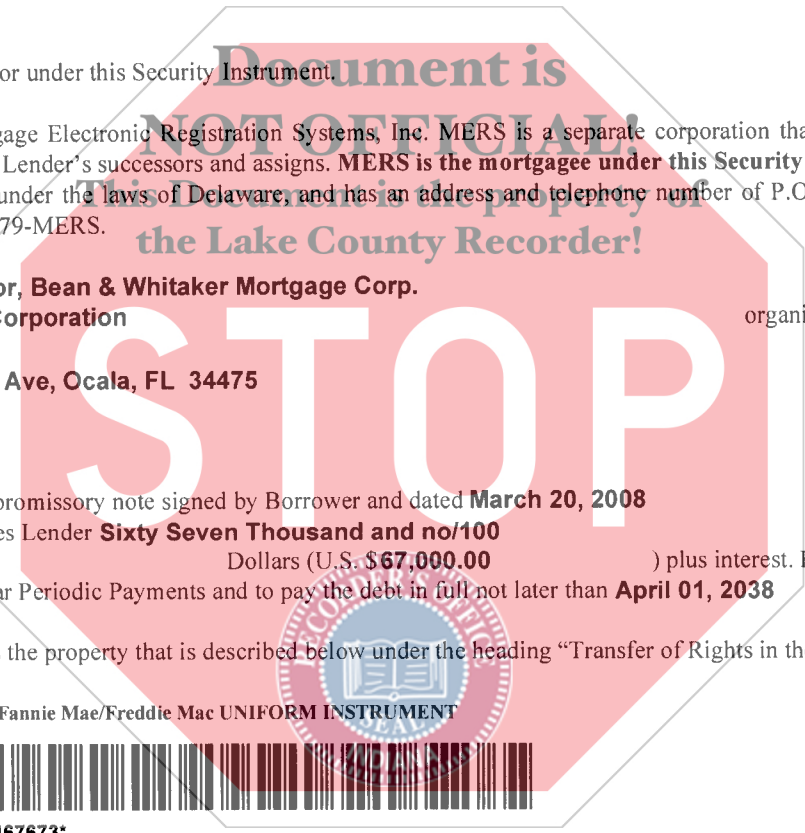 Document is
or under this Security Instrument.
NOT OFFICIAL!
gage Electronic Registration Systems, Inc. MERS is a separate corporation tha
Lender's successors and assigns. MERS is the mortgagee under this Security
This Document is the property of
under the laws of Delaware, and has an address and telephone number of P.O
79-MERS.
the Lake County Recorder!
or, Bean & Whitaker Mortgage Corp.
Corporation organi
STOP
Ave, Ocala, FL 34475
promissory note signed by Borrower and dated March 20, 2008
es Lender Sixty Seven Thousand and no/100
Dollars (U.S. $67,000.00 ) plus interest.
ar Periodic Payments and to pay the debt in full not later than April 01, 2038
the property that is described below under the heading "Transfer of Rights in the
RECORDER'S OFFICE
SEAL
INDIANA
Fannie Mae/Freddie Mac UNIFORM INSTRUMENT
67673*